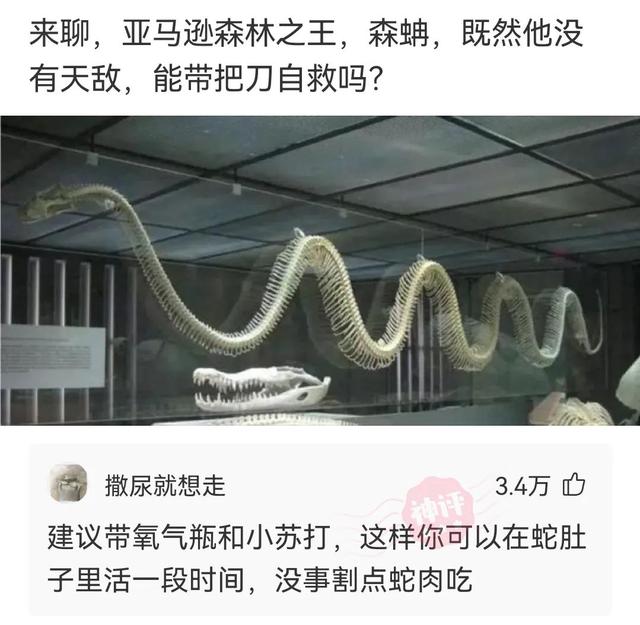 来聊，亚马逊森林之王，森蚺，既然他没
有天敌，能带把刀自救吗？
撒尿就想走
3.4万
神评
建议带氧气瓶和小苏打，这样你可以在蛇肚
子里活一段时间，没事割点蛇肉吃